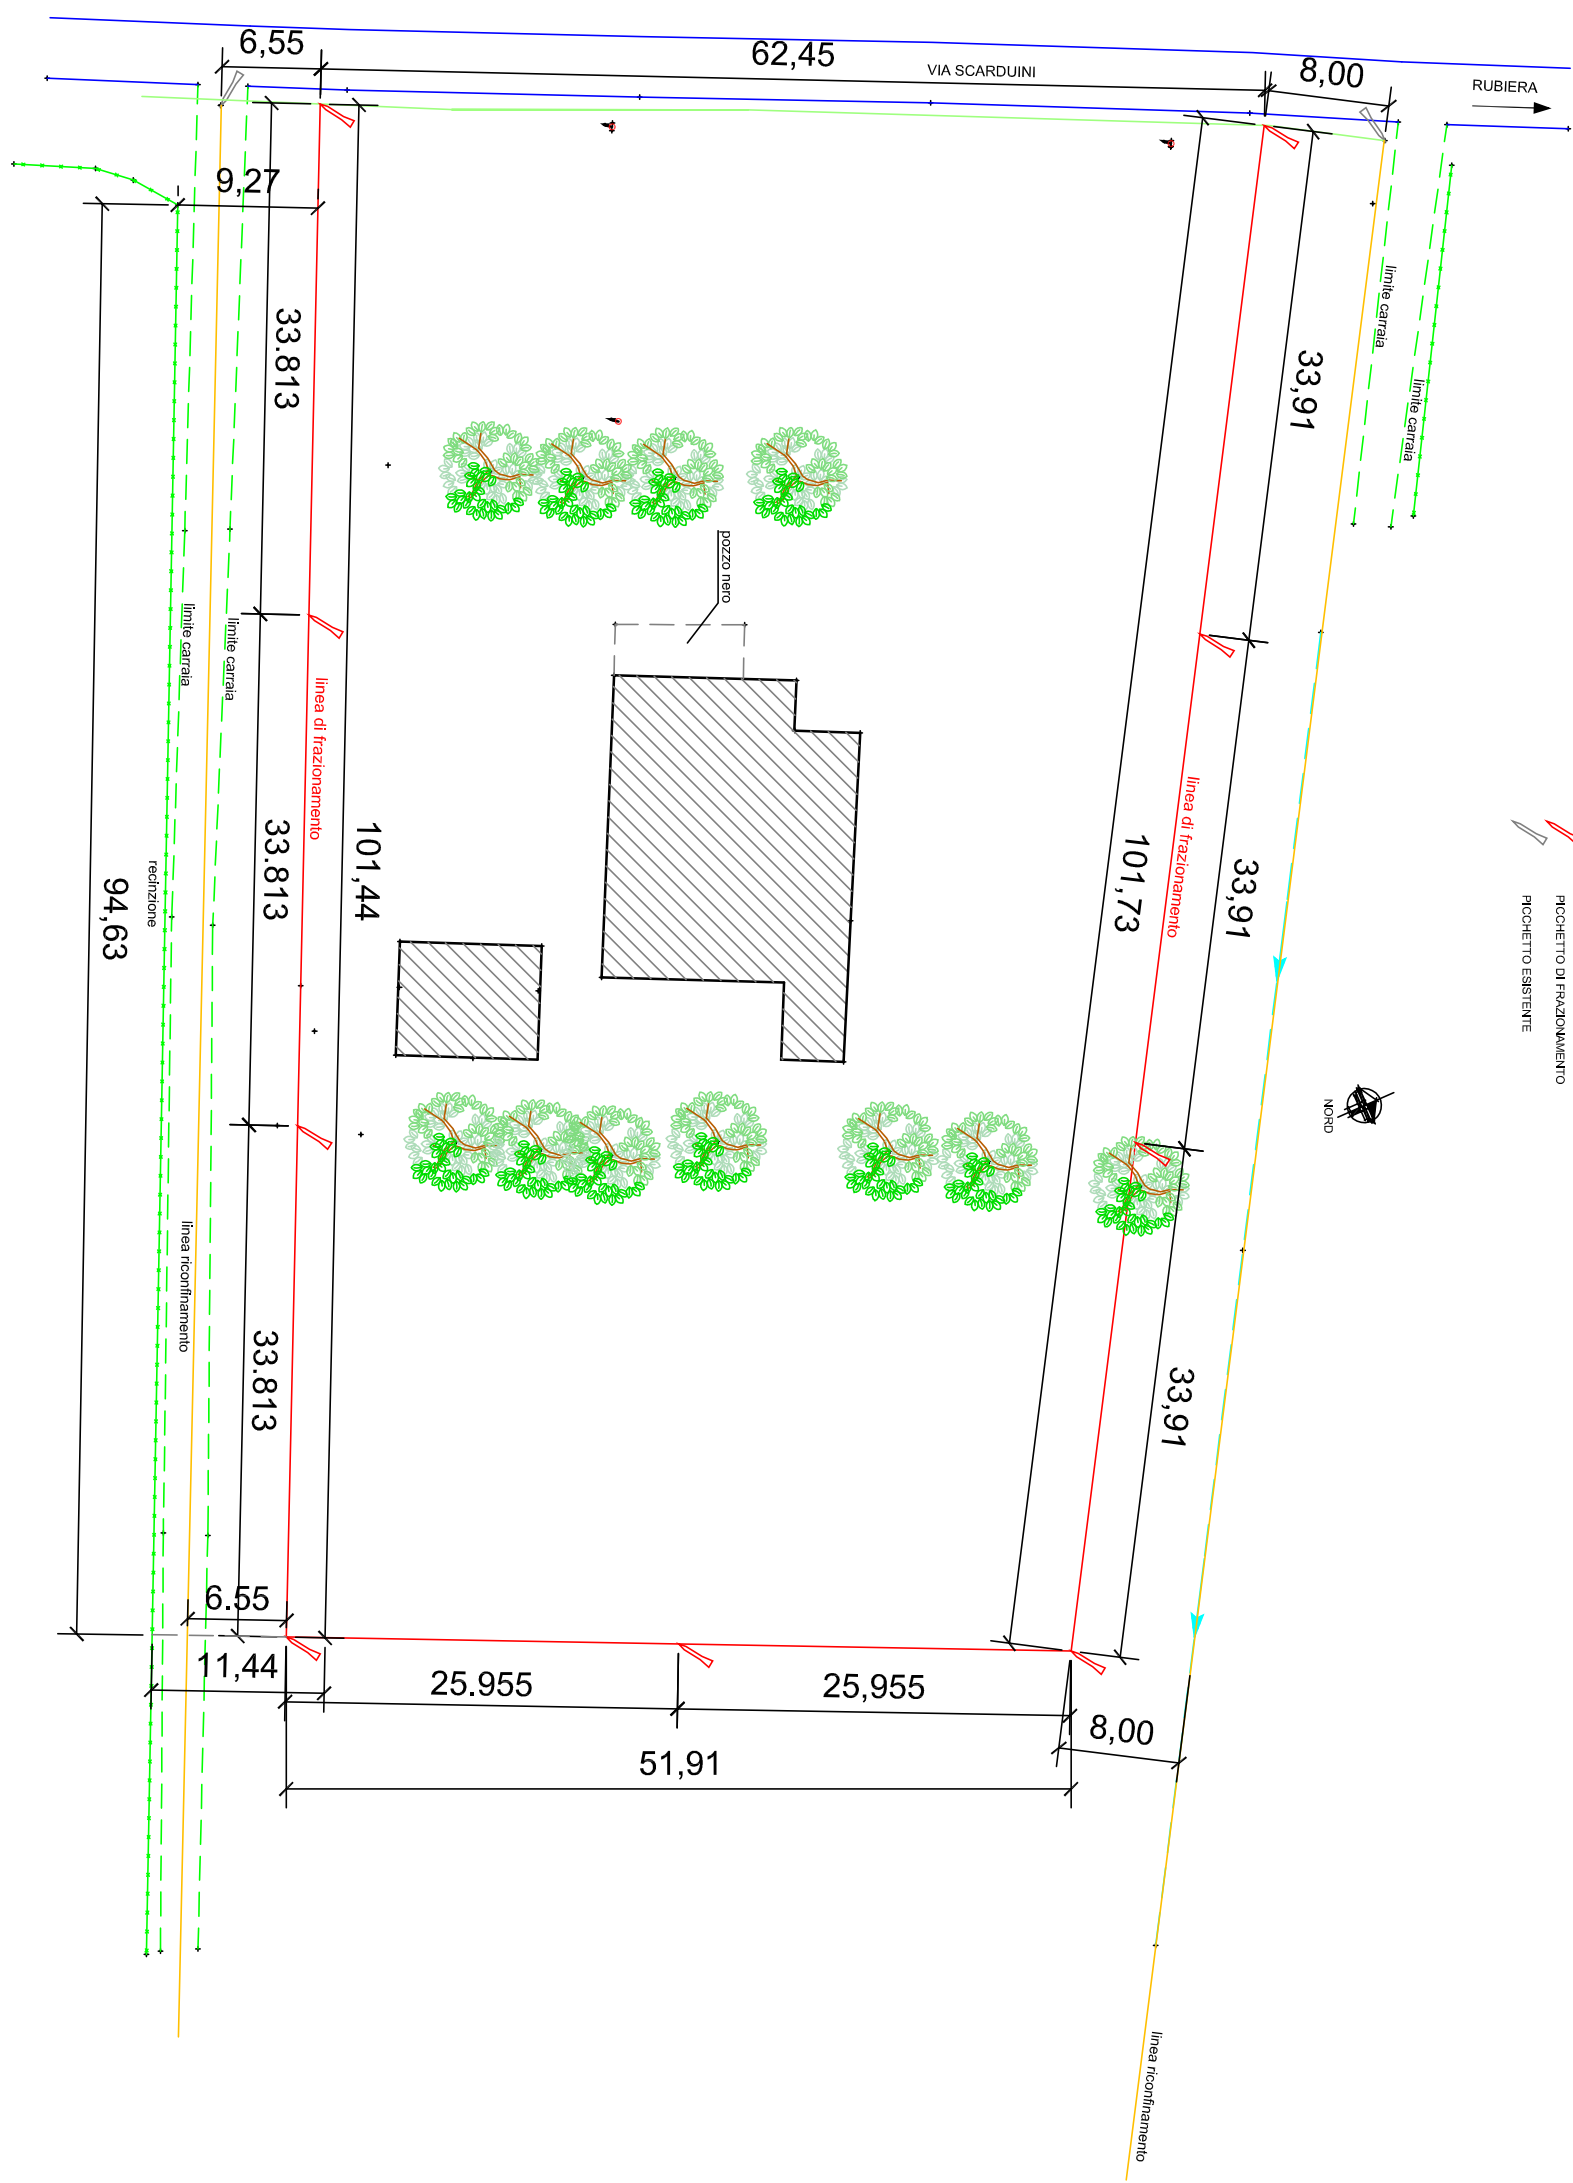 6,55
62,45
VIA SCARDUINI
8,00
RUBIERA
9,27
limite carraia
limite carraia
33.813
33,91
pozzo nero
limite carraia
limite carraia
linea di frazionamento
linea di frazionamento
33.813
101,44
101,73
33,91
94,63
recinzione
PICCHETTO DI FRAZIONAMENTO
PICCHETTO ESISTENTE
NORD
linea riconfinamento
33.813
33,91
6.55
11,44
25.955
25,955
8,00
51,91
linea riconfinamento